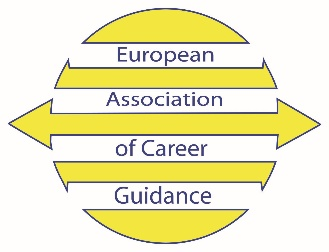 European
Association
of Career
Guidance